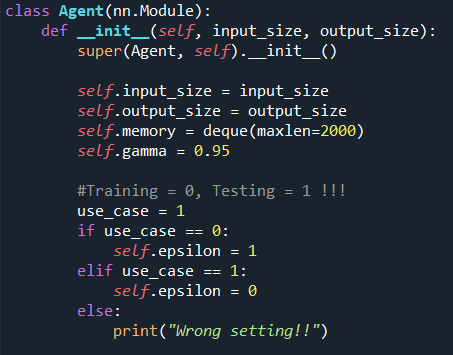 class Agent(nn.Module):
    def __init__(self, input_size, output_size):
        super(Agent, self).__init__()

        self.input_size = input_size
        self.output_size = output_size
        self.memory = deque(maxlen=2000)
        self.gamma = 0.95

        #Training = 0, Testing = 1 !!!
        use_case = 1
        if use_case == 0:
            self.epsilon = 1
        elif use_case == 1:
            self.epsilon = 0
        else:
            print("Wrong setting!!")